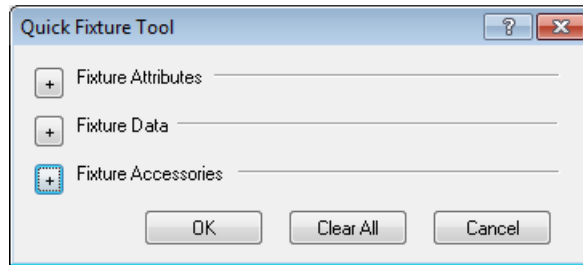 Quick Fixture Tool
+ Fixture Attributes
+ Fixture Data
+ Fixture Accessories
OK Clear All Cancel